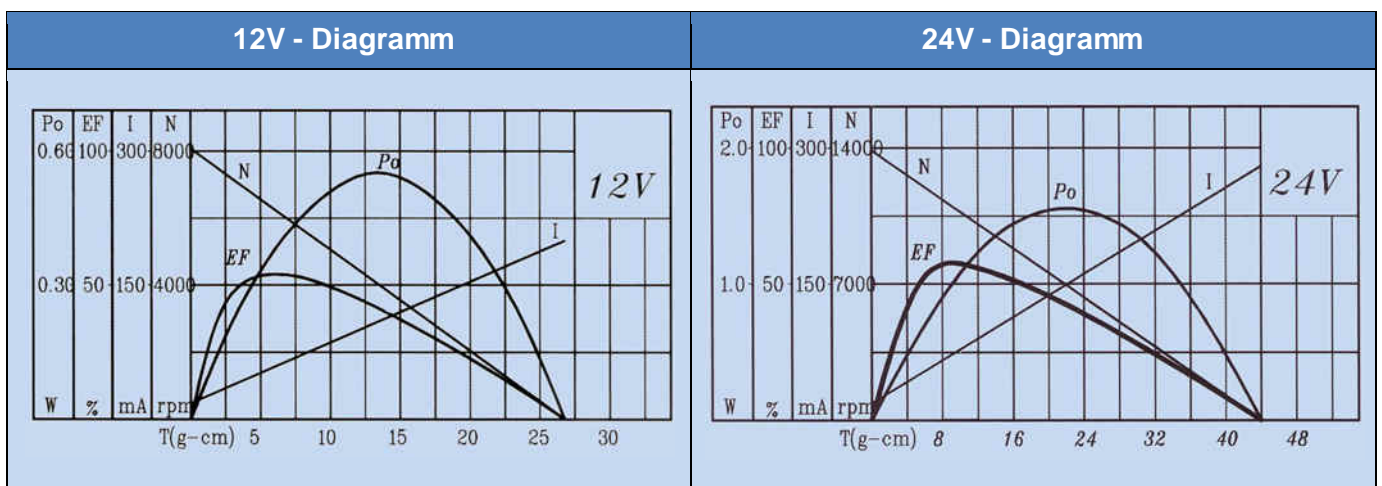 12V - Diagramm
24V - Diagramm
Po EF I N
0.60 100 300 8000
N
Po
12V
I
EF
0.30 50 150 4000
W % mA rpm
T(g-cm) 5 10 15 20 25 30
Po EF I N
2.0 100 300 14000
N
I
24V
Po
EF
1.0 50 150 7000
W % mA rpm
T(g-cm) 8 16 24 32 40 48